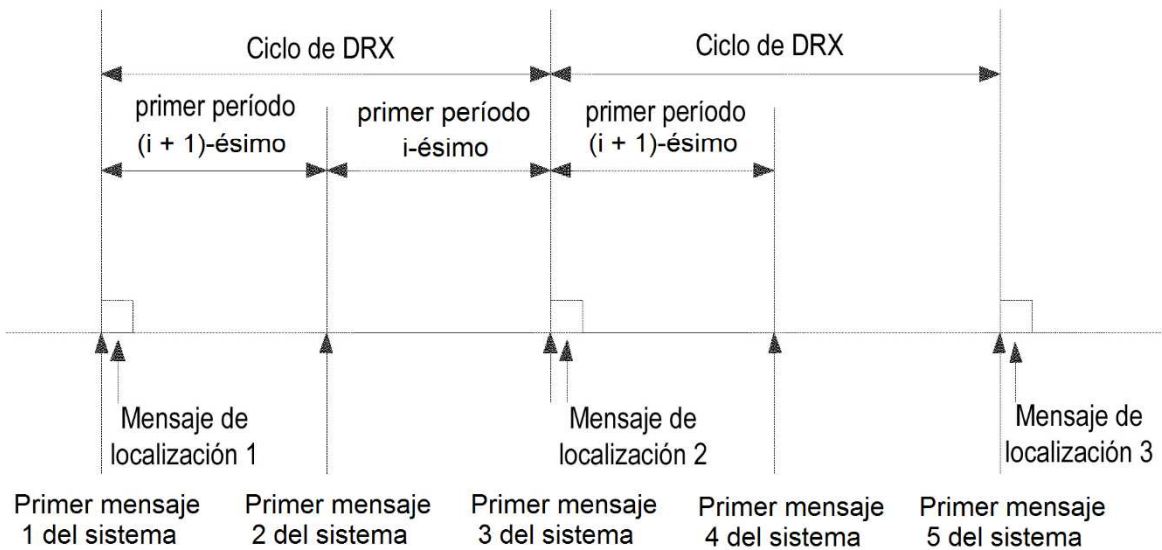 Ciclo de DRX
Ciclo de DRX
primer período
(i + 1)-ésimo
primer período
i-ésimo
primer período
(i + 1)-ésimo
Mensaje de
localización 1
Mensaje de
localización 2
Mensaje de
localización 3
Primer mensaje
1 del sistema
Primer mensaje
2 del sistema
Primer mensaje
3 del sistema
Primer mensaje
4 del sistema
Primer mensaje
5 del sistema